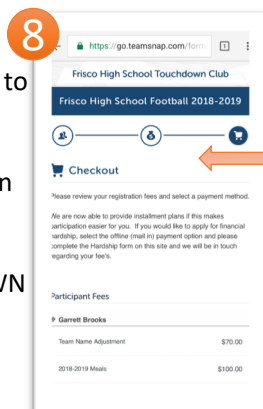 8
https://go.teamsnap.com/form
1
to
Frisco High School Touchdown Club
Frisco High School Football 2018-2019
Checkout
n
Please review your registration fees and select a payment method.
We are now able to provide installment plans if this makes
participation easier for you. If you would like to apply for financial
hardship, select the offline (mail in) payment option and please
complete the Hardship form on this site and we will be in touch
regarding your fee's.
WN
Participant Fees
Garrett Brooks
Team Name Adjustment $70.00
2018-2019 Meals $100.00